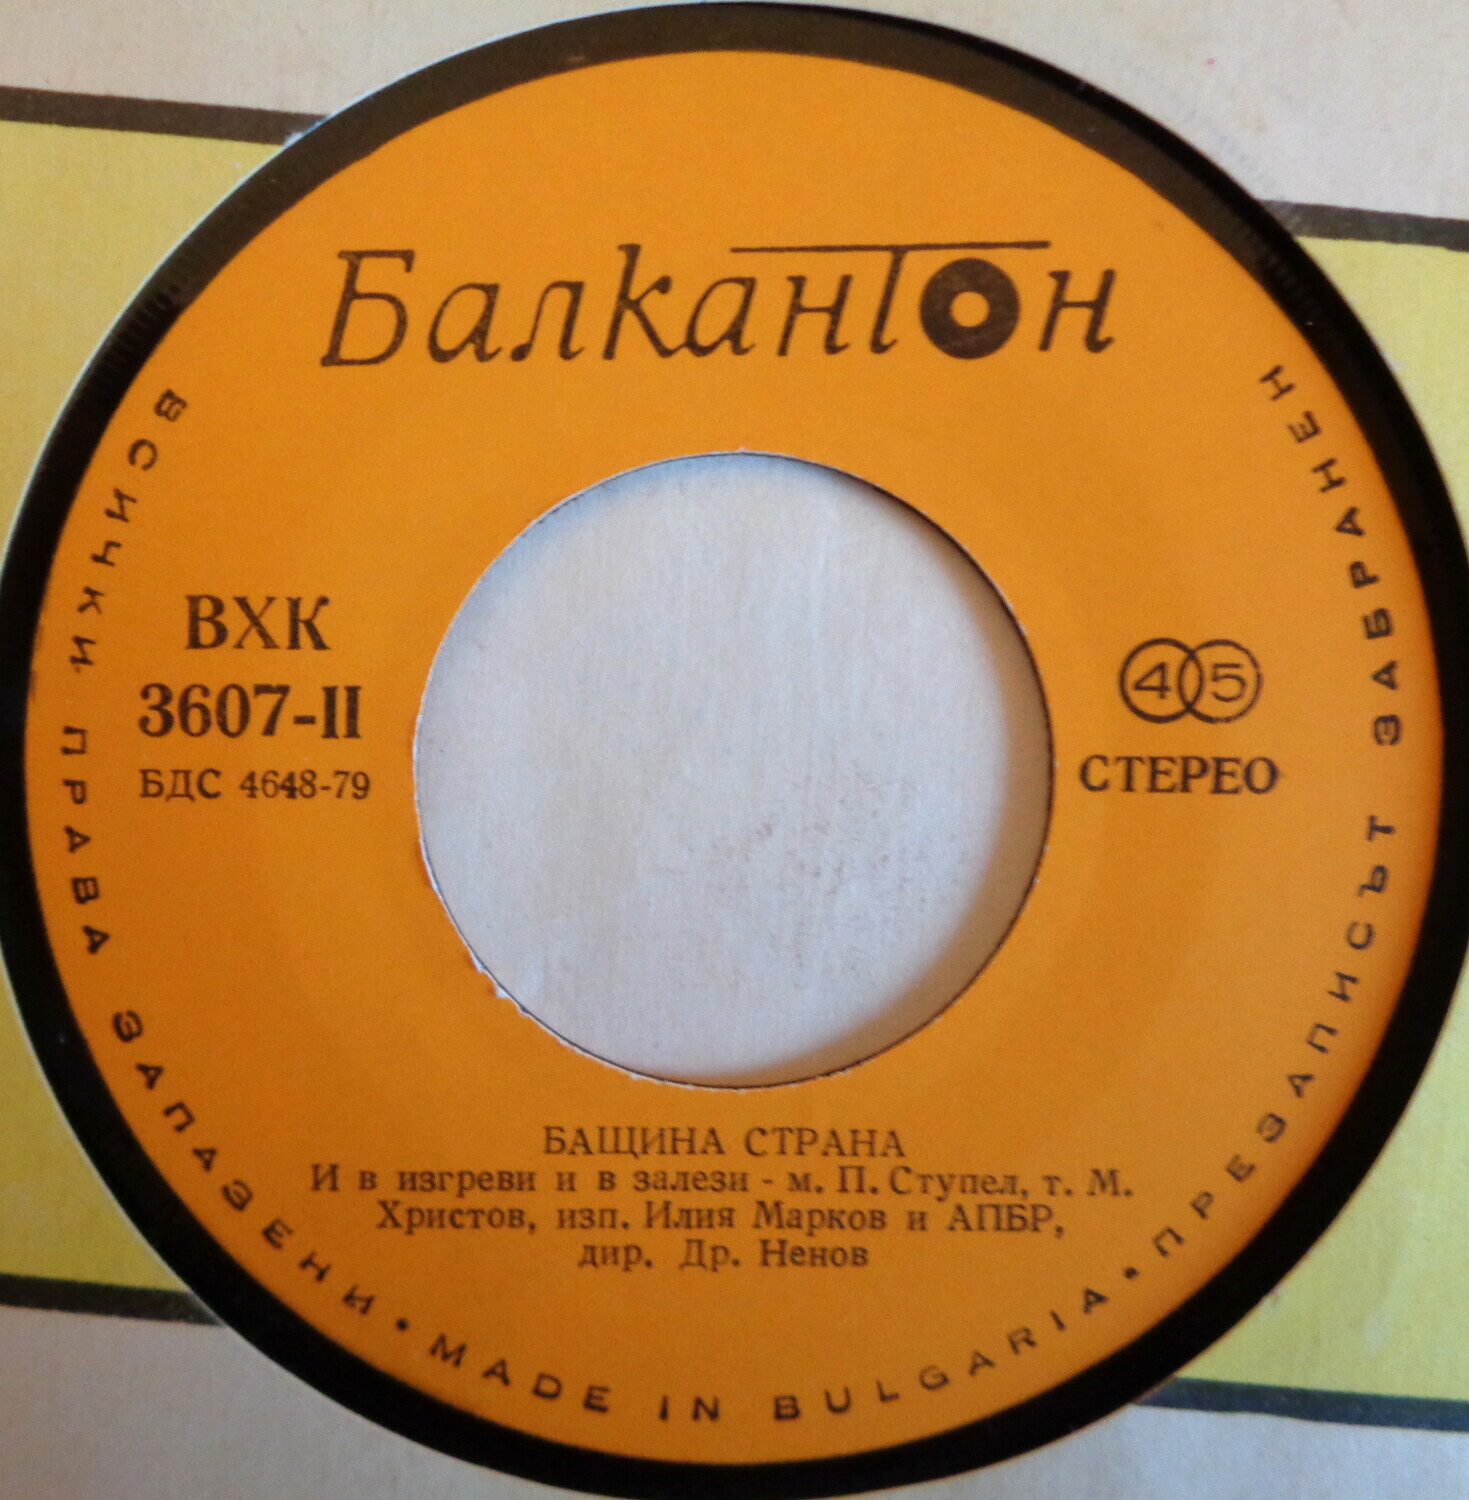 Балкантон
ВХК
3607-II
БДС 4648-79
45
СТЕРЕО
БАЩИНА СТРАНА
И в изгреви и в залези - м. П. Ступел, т. М.
Христов, изп. Илия Марков и АПБР,
дир. Др. Ненов
ВСИЧКИ ПРАВА ЗАПАЗЕНИ • MADE IN BULGARIA • ПРЕЗАПИСЪТ ЗАБРАНЕН